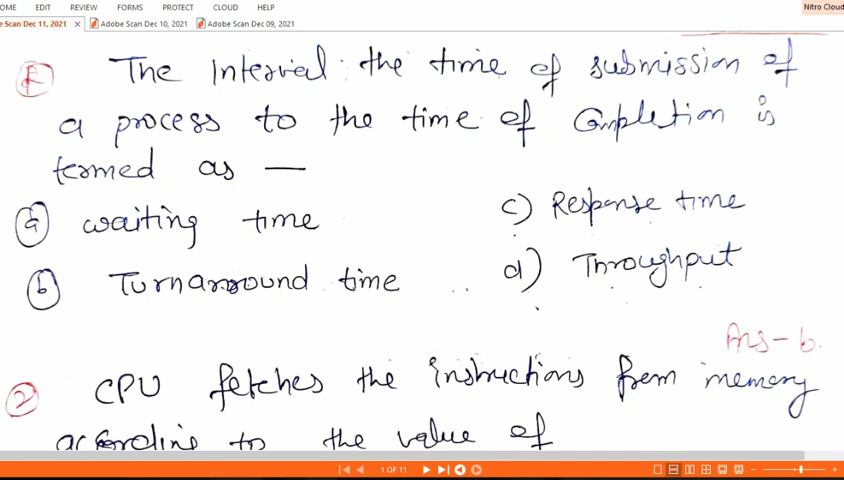 OME EDIT REVIEW FORMS PROTECT CLOUD HELP Nitro Cloud
e Scan Dec 11, 2021 × Adobe Scan Dec 10, 2021 Adobe Scan Dec 09, 2021
The Interval the time of submission of
a process to the time of Completion is
termed as —
a waiting time
c) Response time
b Turnarround time
d) Throughput
Ans - b.
2 CPU fetches the instructions from memory
according to the value of
1 OF 11